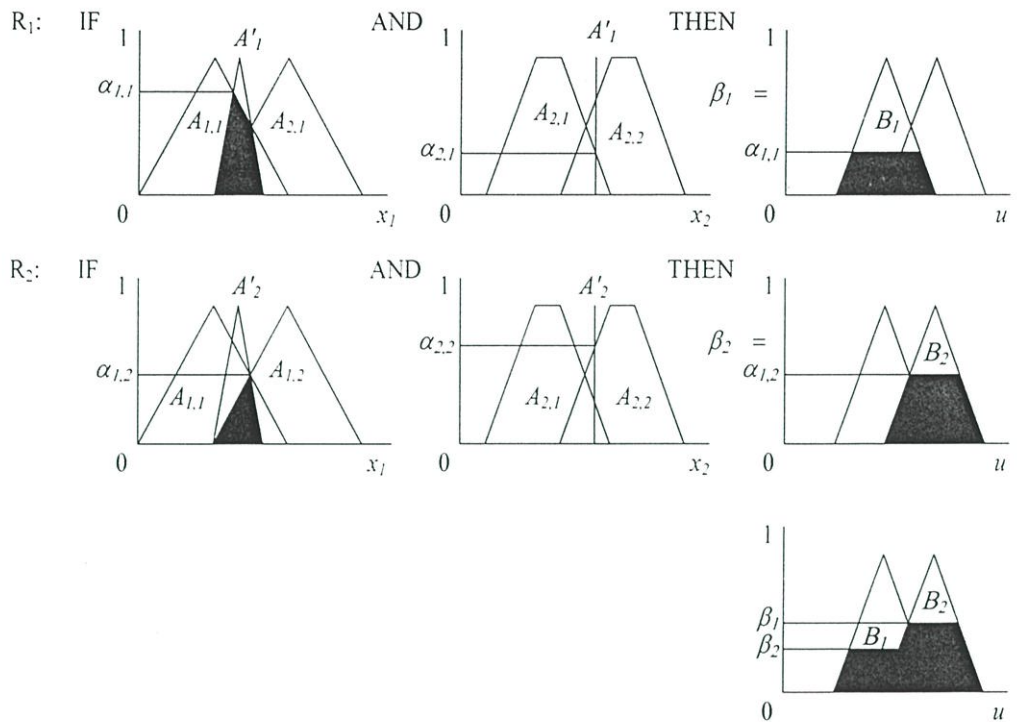 R₁: IF AND THEN
1 A'₁ 1 A'₁ 1
α₁,₁ β₁ =
A₁,₁ A₂,₁ A₂,₁ A₂,₂ B₁
α₂,₁ α₁,₁
0 x₁ 0 x₂ 0 u
R₂: IF AND THEN
1 A'₂ 1 A'₂ 1
α₂,₂ β₂ =
α₁,₂ A₁,₂ α₁,₂ B₂
A₁,₁ A₂,₁ A₂,₂
0 x₁ 0 x₂ 0 u
1
B₂
β₁
β₂ B₁
0 u